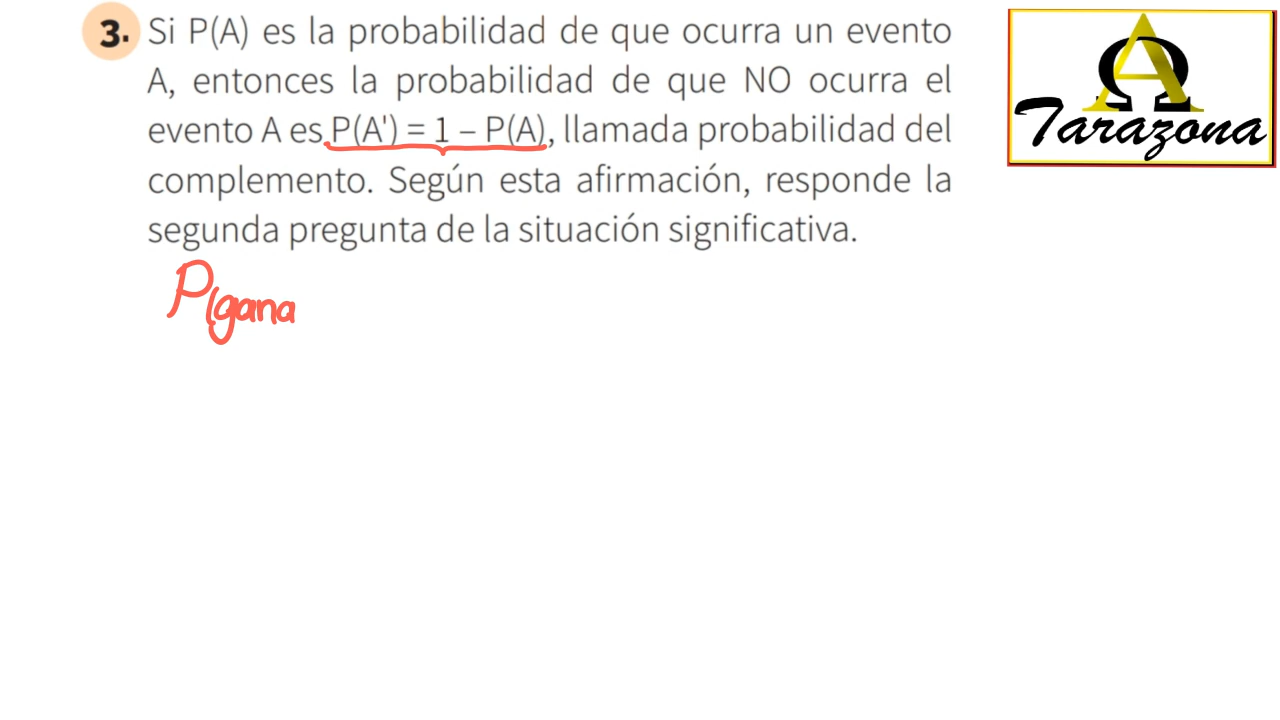 3. Si P(A) es la probabilidad de que ocurra un evento
A, entonces la probabilidad de que NO ocurra el
evento A es P(A') = 1 – P(A), llamada probabilidad del
complemento. Según esta afirmación, responde la
segunda pregunta de la situación significativa.
P(gana
AΩ
Tarazona